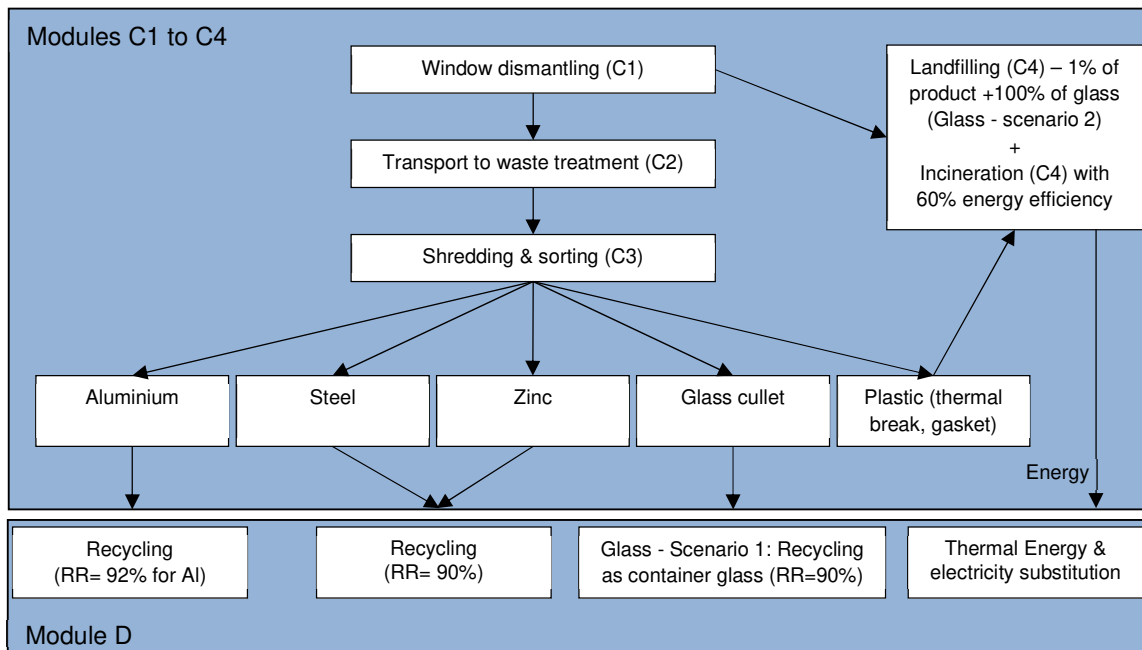 Modules C1 to C4
Window dismantling (C1)
Landfilling (C4) – 1% of
product +100% of glass
(Glass - scenario 2)
+
Incineration (C4) with
60% energy efficiency
Transport to waste treatment (C2)
Shredding & sorting (C3)
Aluminium
Steel
Zinc
Glass cullet
Plastic (thermal
break, gasket)
Energy
Recycling
(RR= 92% for Al)
Recycling
(RR= 90%)
Glass - Scenario 1: Recycling
as container glass (RR=90%)
Thermal Energy &
electricity substitution
Module D